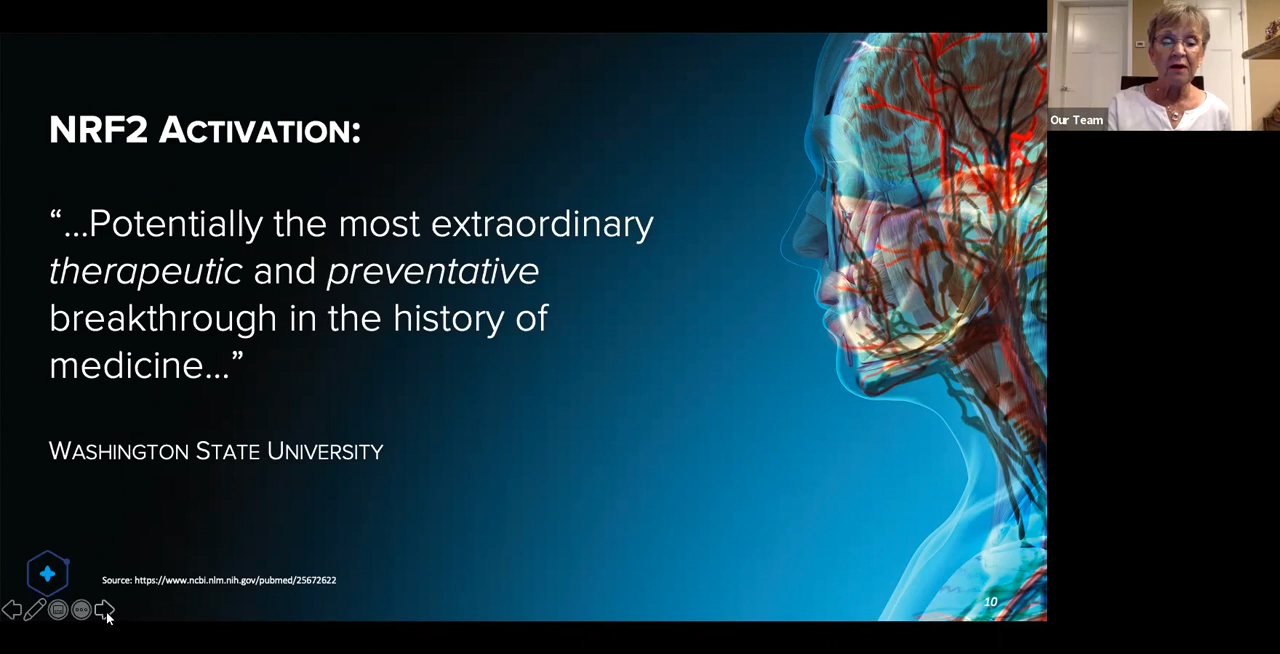 NRF2 ACTIVATION:
“...Potentially the most extraordinary
therapeutic and preventative
breakthrough in the history of
medicine...”
WASHINGTON STATE UNIVERSITY
Source: https://www.ncbi.nlm.nih.gov/pubmed/25672622
10
Our Team